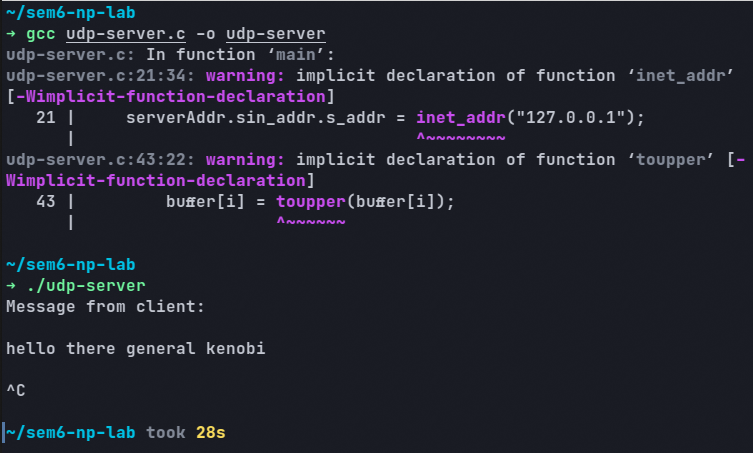 ~/sem6-np-lab
→ gcc udp-server.c -o udp-server
udp-server.c: In function ‘main’:
udp-server.c:21:34: warning: implicit declaration of function ‘inet_addr’
[-Wimplicit-function-declaration]
   21 |     serverAddr.sin_addr.s_addr = inet_addr("127.0.0.1");
      |                                  ^~~~~~~~~
udp-server.c:43:22: warning: implicit declaration of function ‘toupper’ [-
Wimplicit-function-declaration]
   43 |         buffer[i] = toupper(buffer[i]);
      |                     ^~~~~~~
~/sem6-np-lab
→ ./udp-server
Message from client:
hello there general kenobi
^C
~/sem6-np-lab took 28s